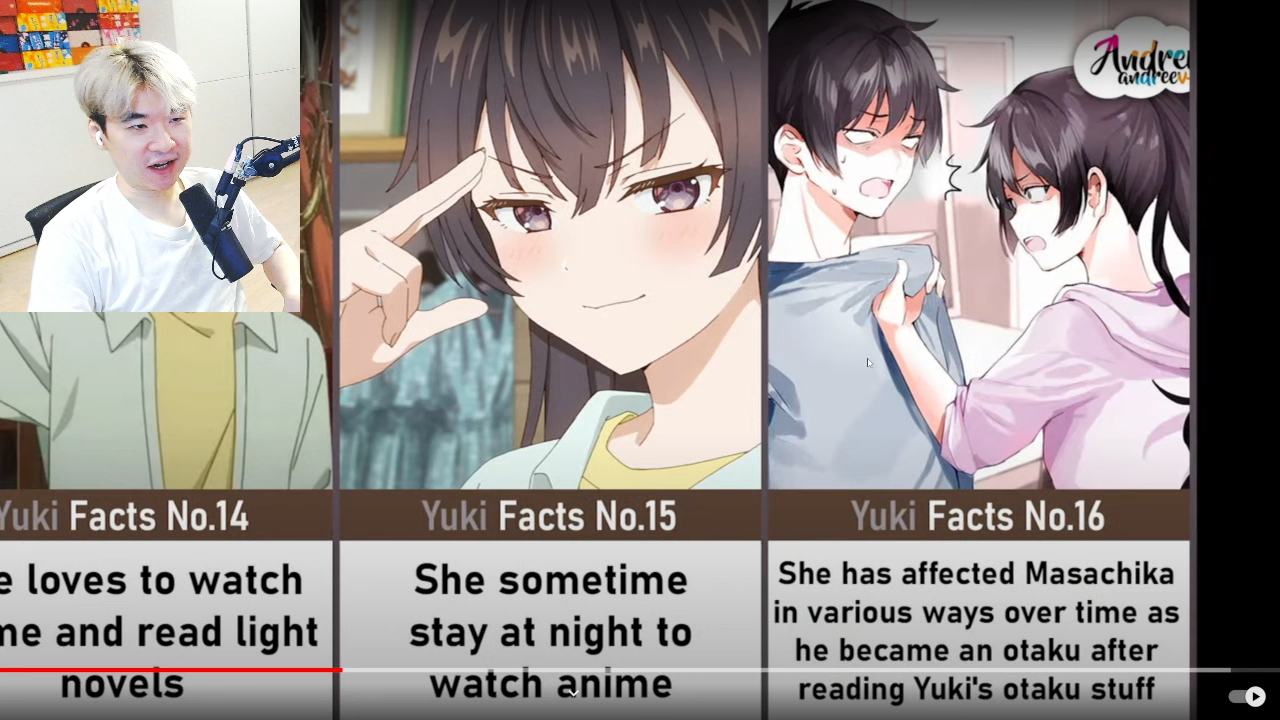 Andre
andreev
Yuki Facts No.14
e loves to watch
me and read light
novels
Yuki Facts No.15
She sometime
stay at night to
watch anime
Yuki Facts No.16
She has affected Masachika
in various ways over time as
he became an otaku after
reading Yuki's otaku stuff